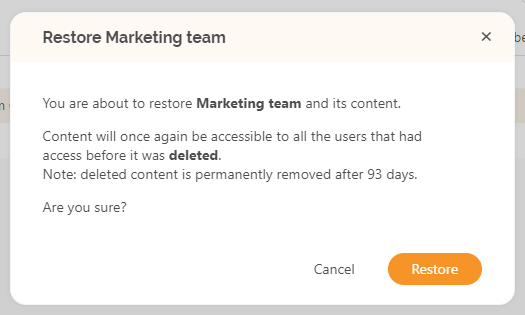 Restore Marketing team
You are about to restore Marketing team and its content.
Content will once again be accessible to all the users that had
access before it was deleted.
Note: deleted content is permanently removed after 93 days.
Are you sure?
Cancel
Restore